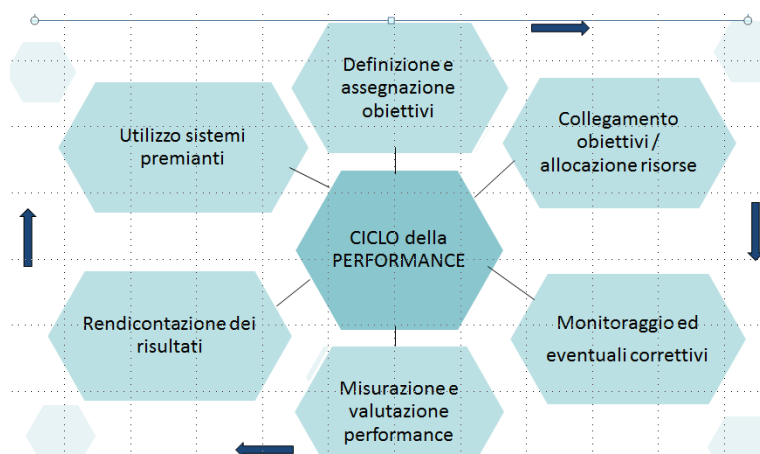 Definizione e
assegnazione
obiettivi
Collegamento
obiettivi /
allocazione risorse
Monitoraggio ed
eventuali correttivi
Misurazione e
valutazione
performance
Rendicontazione dei
risultati
Utilizzo sistemi
premianti
CICLO della
PERFORMANCE